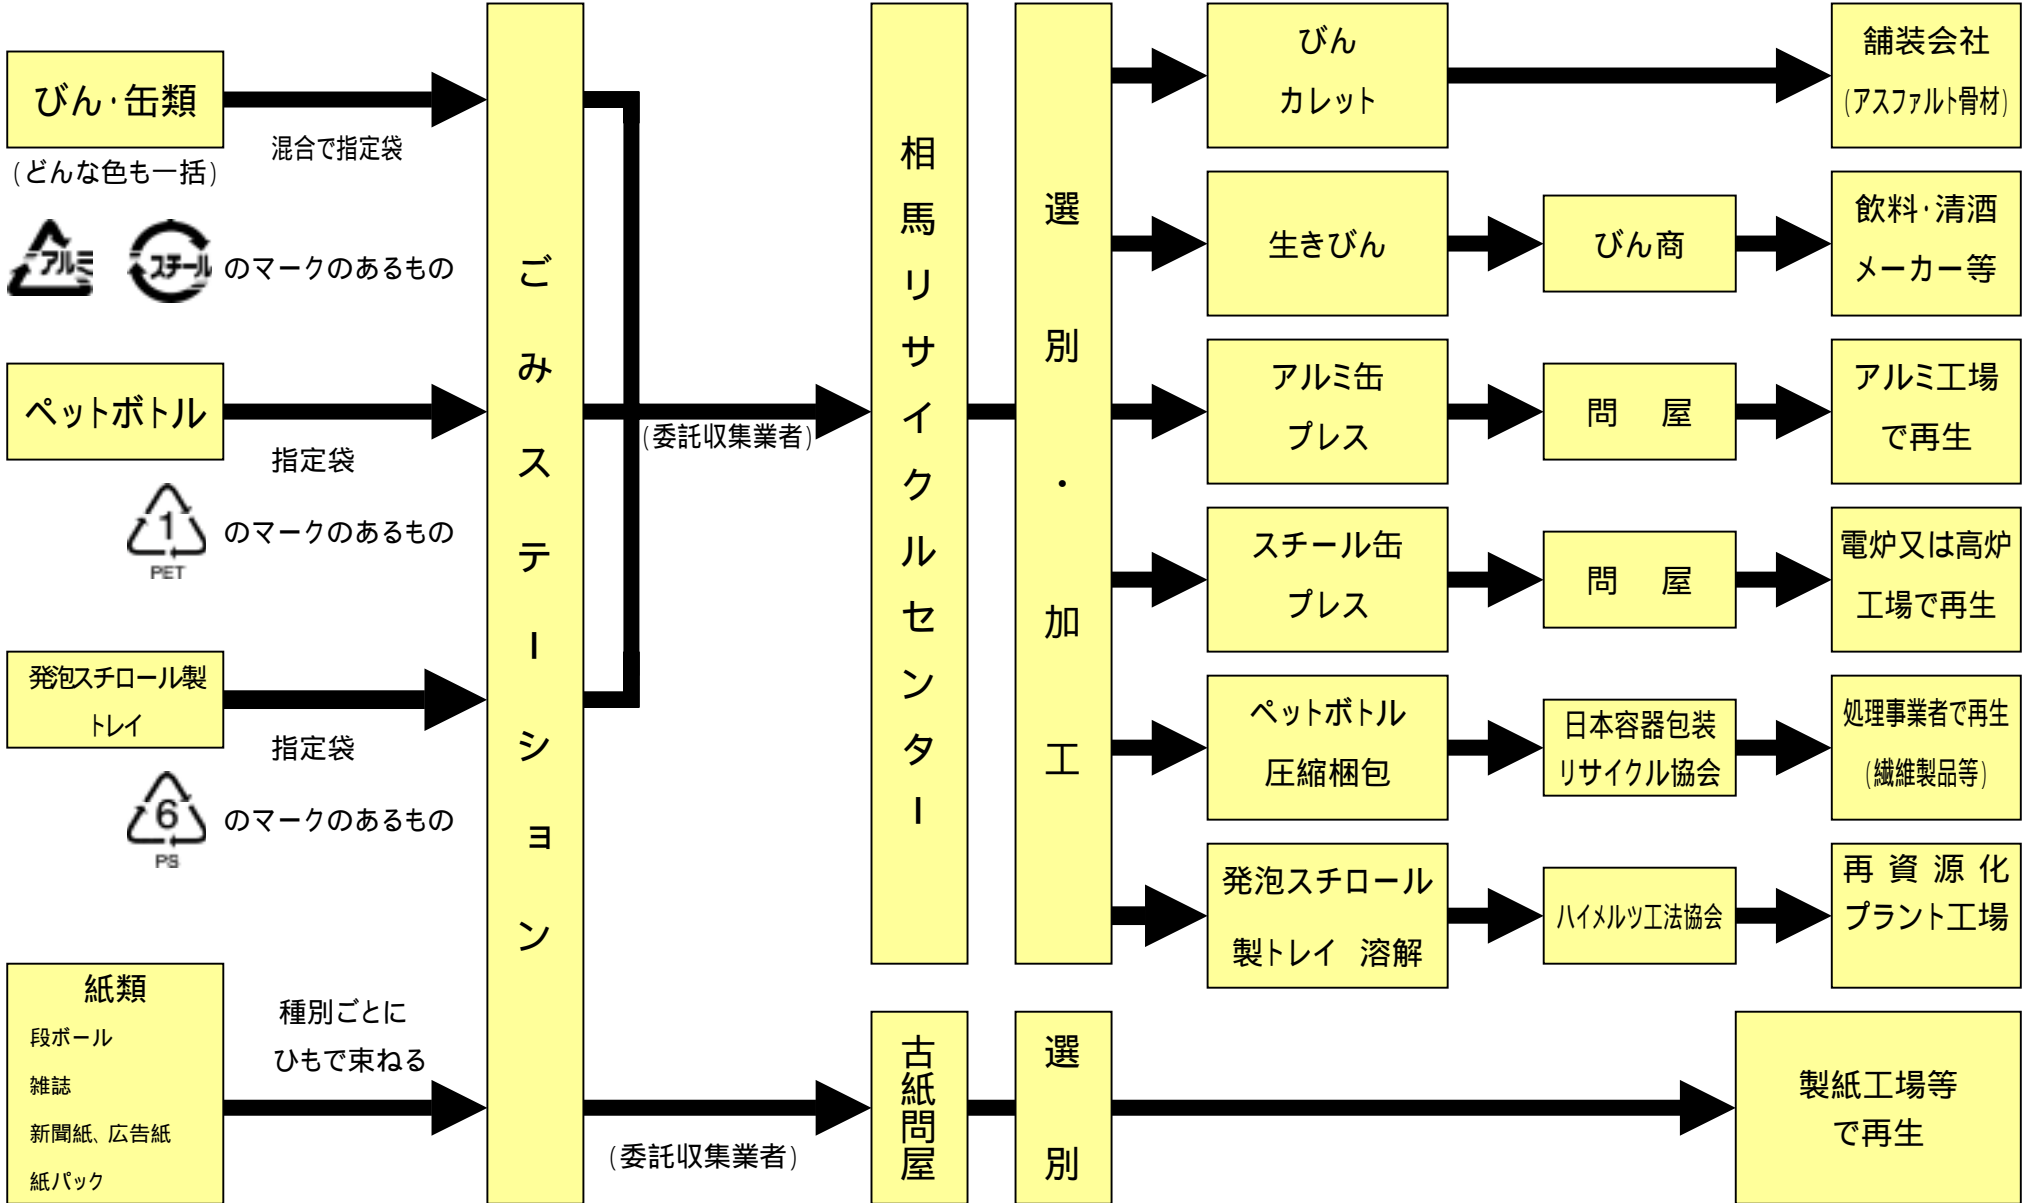 びん・缶類
(どんな色も一括)
混合で指定袋
アルミ
スチール
のマークのあるもの
ペットボトル
指定袋
1
PET
のマークのあるもの
発泡スチロール製
トレイ
指定袋
6
PS
のマークのあるもの
紙類
段ボール
雑誌
新聞紙、広告紙
紙パック
種別ごとに
ひもで束ねる
ごみステーション
(委託収集業者)
(委託収集業者)
相馬リサイクルセンター
選別・加工
びん
カレット
舗装会社
(アスファルト骨材)
生きびん
びん商
飲料・清酒
メーカー等
アルミ缶
プレス
問 屋
アルミ工場
で再生
スチール缶
プレス
問 屋
電炉又は高炉
工場で再生
ペットボトル
圧縮梱包
日本容器包装
リサイクル協会
処理事業者で再生
(繊維製品等)
発泡スチロール
製トレイ 溶解
ハイメルツ工法協会
再資源化
プラント工場
古紙問屋
選別
製紙工場等
で再生